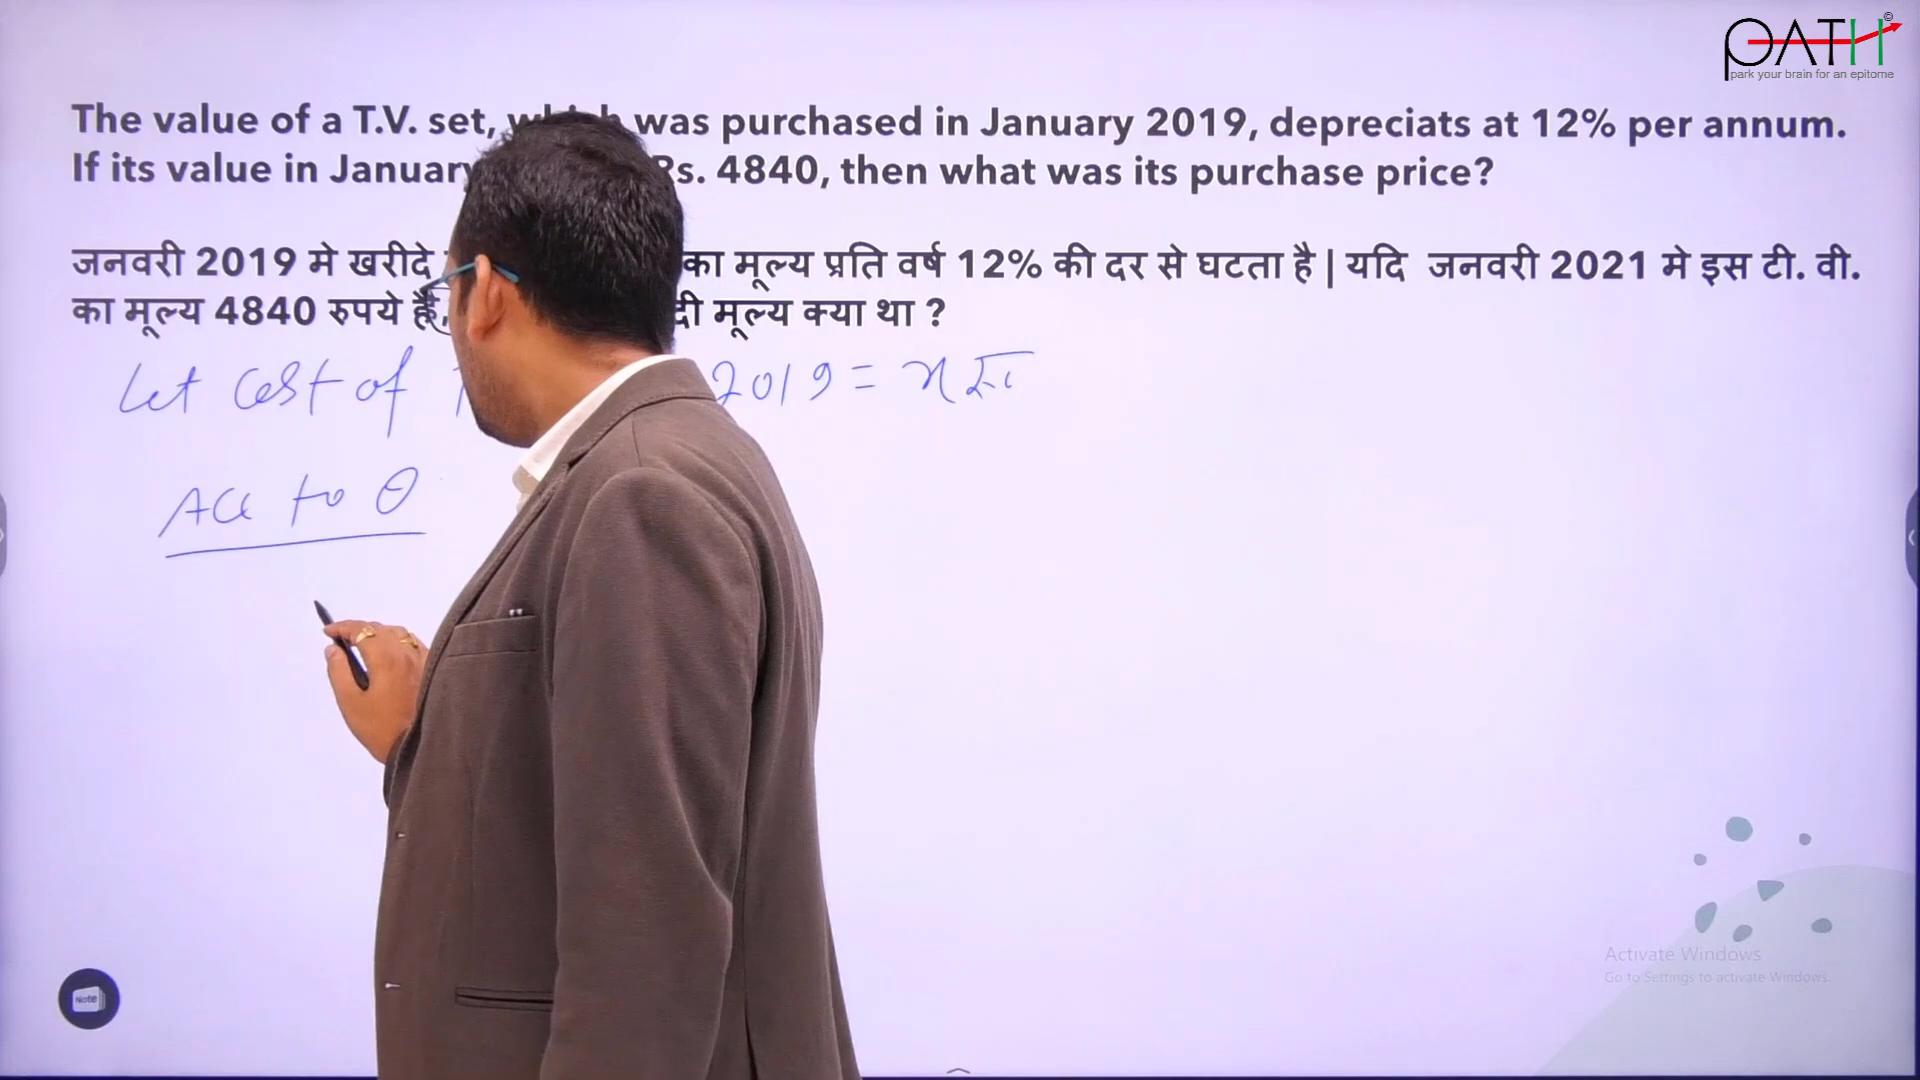 PATH©
park your brain for an epitome
The value of a T.V. set, which was purchased in January 2019, depreciats at 12% per annum.
If its value in January Rs. 4840, then what was its purchase price?
जनवरी 2019 मे खरीदे का मूल्य प्रति वर्ष 12% की दर से घटता है | यदि जनवरी 2021 मे इस टी. वी.
का मूल्य 4840 रुपये है, दी मूल्य क्या था ?
Let Cost of 2019 = x
Acc to Q
Activate Windows
Go to Settings to activate Windows.
Note